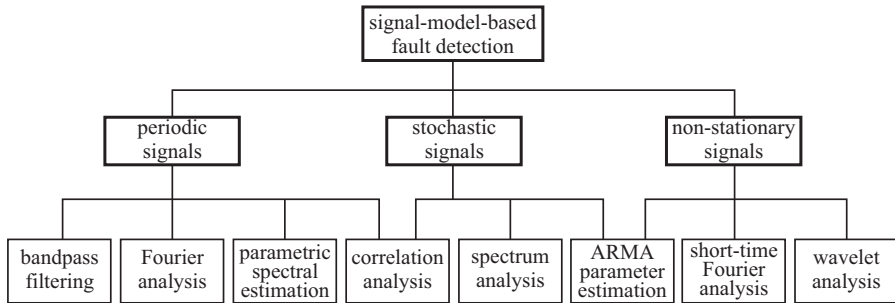 signal-model-based
fault detection
periodic
signals
stochastic
signals
non-stationary
signals
bandpass
filtering
Fourier
analysis
parametric
spectral
estimation
correlation
analysis
spectrum
analysis
ARMA
parameter
estimation
short-time
Fourier
analysis
wavelet
analysis